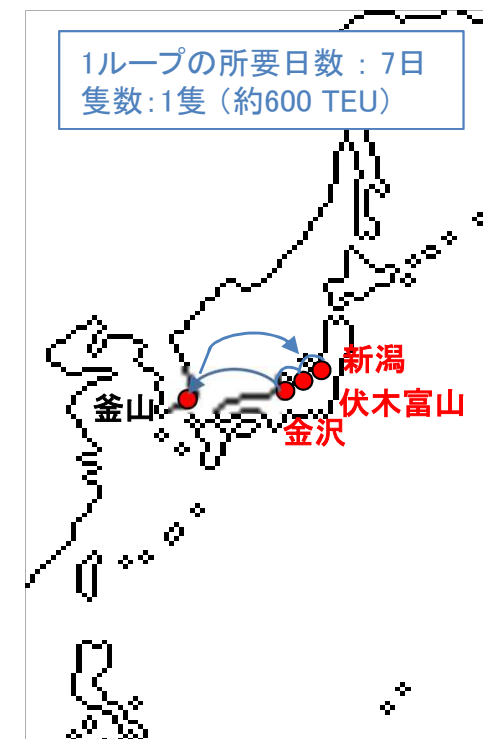 1ループの所要日数 : 7日
隻数:1隻 (約600 TEU)
新潟
伏木富山
釜山
金沢